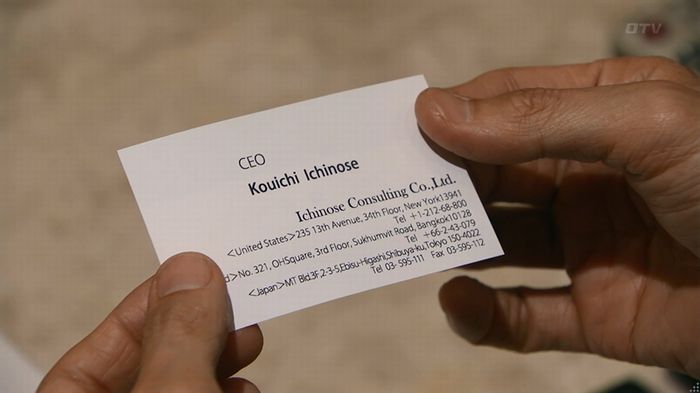 OTV
CEO
Kouichi Ichinose
Ichinose Consulting Co.,Ltd.
<United States>235 13th Avenue, 34th Floor, New York13941
Tel +1-212-68-800
d>No. 321, OHSquare, 3rd Floor, Sukhumvit Road, Bangkok10128
Tel +66-2-43-079
<Japan>MT Bld.3F,2-3-5,Ebisu-Higashi,Shibuya-ku,Tokyo 150-4022
Tel 03-595-111 Fax 03-595-112